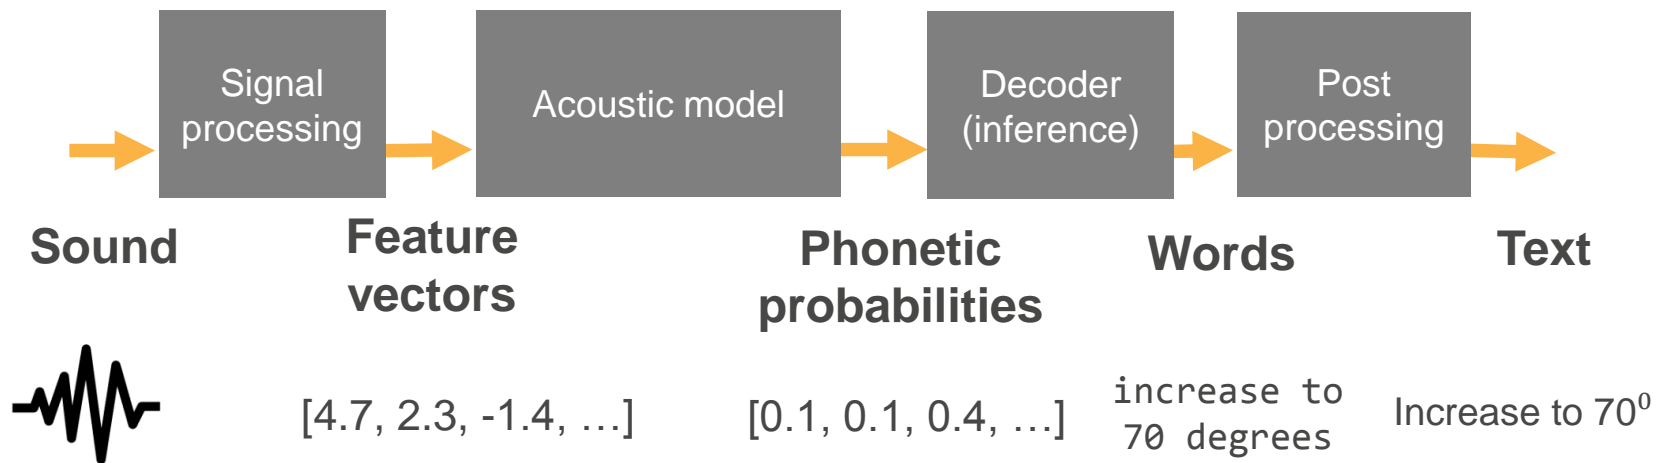 Signal
processing
Acoustic model
Decoder
(inference)
Post
processing
Sound
Feature
vectors
Phonetic
probabilities
Words
Text
[4.7, 2.3, -1.4, …]
[0.1, 0.1, 0.4, …]
increase to
70 degrees
Increase to 70⁰